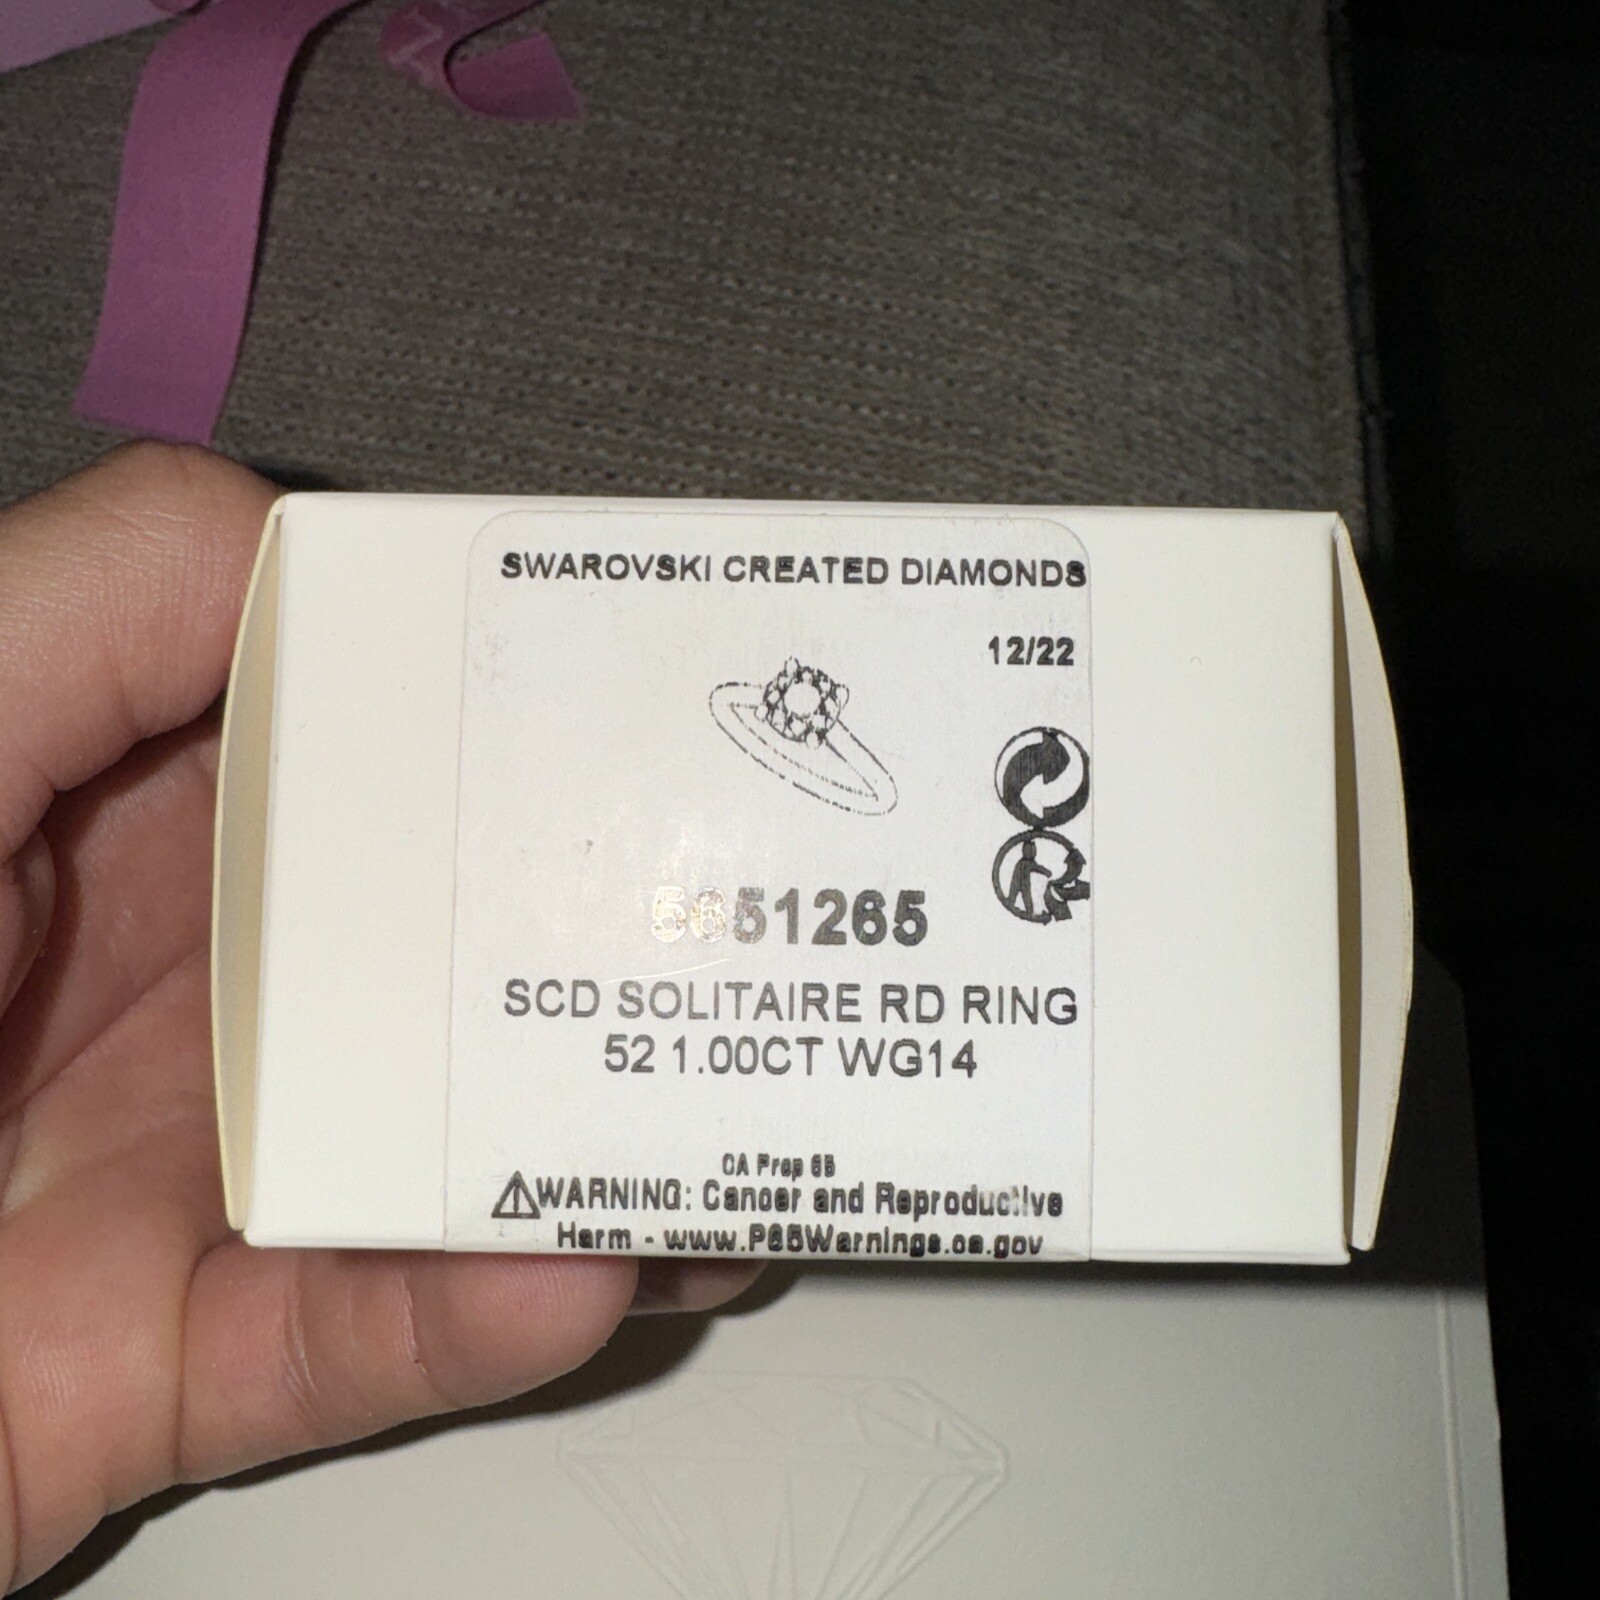 SWAROVSKI CREATED DIAMONDS
12/22
5651265
SCD SOLITAIRE RD RING
52 1.00CT WG14
CA Prop 65
WARNING: Cancer and Reproductive
Harm - www.P65Warnings.ca.gov